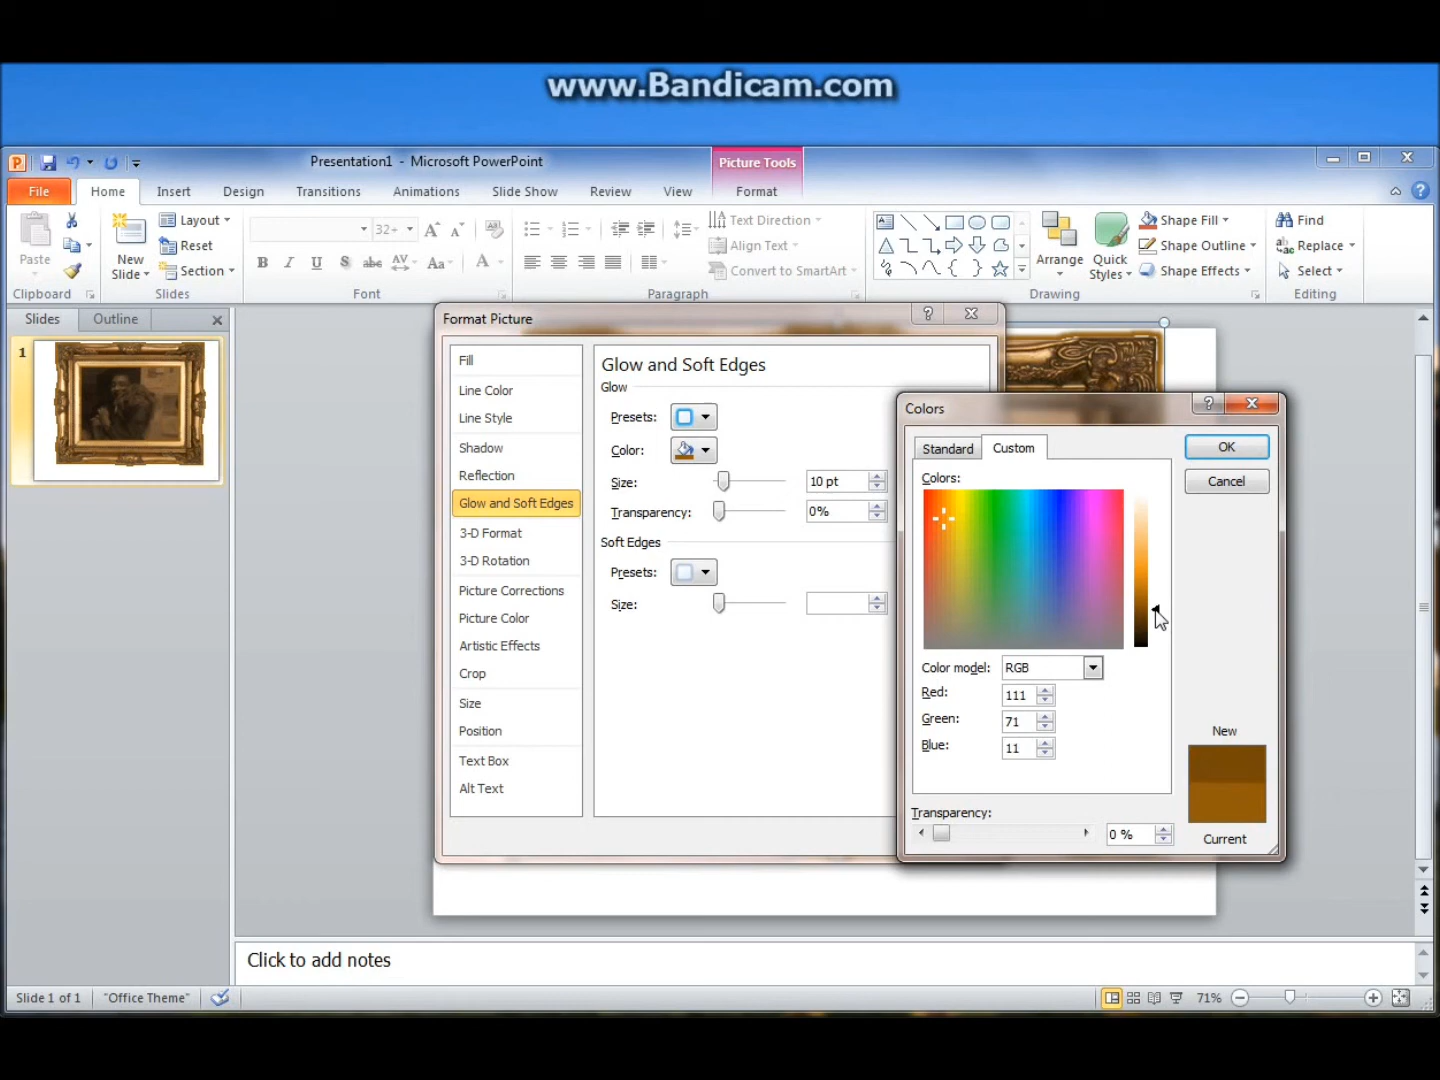 www.Bandicam.com
Presentation1 - Microsoft PowerPoint
Picture Tools
File Home Insert Design Transitions Animations Slide Show Review View Format
Paste
Clipboard
New Slide
Layout
Reset
Section
Slides
32+
B I U S abc AV Aa A
Font
Text Direction
Align Text
Convert to SmartArt
Paragraph
Arrange
Quick Styles
Shape Fill
Shape Outline
Shape Effects
Drawing
Find
Replace
Select
Editing
Slides Outline
1
Format Picture
Fill
Line Color
Line Style
Shadow
Reflection
Glow and Soft Edges
3-D Format
3-D Rotation
Picture Corrections
Picture Color
Artistic Effects
Crop
Size
Position
Text Box
Alt Text
Glow and Soft Edges
Glow
Presets:
Color:
Size: 10 pt
Transparency: 0%
Soft Edges
Presets:
Size:
Colors
Standard Custom
OK
Cancel
Colors:
Color model: RGB
Red: 111
Green: 71
Blue: 11
New
Current
Transparency:
0 %
Click to add notes
Slide 1 of 1 "Office Theme" 71%